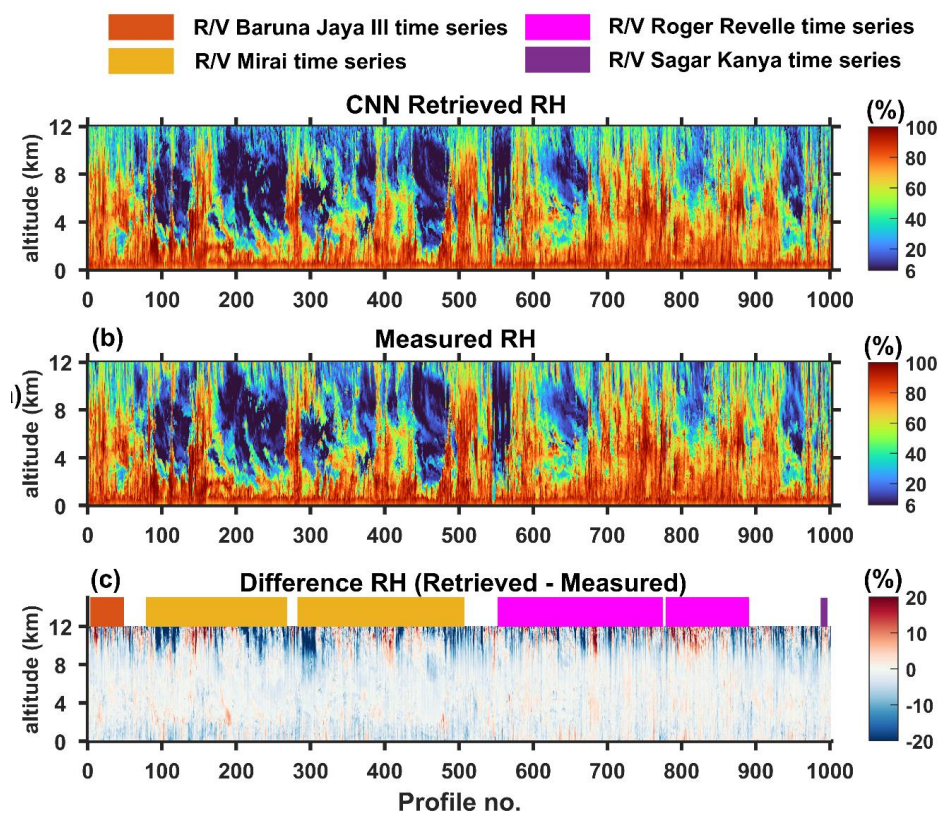 R/V Baruna Jaya III time series
R/V Roger Revelle time series
R/V Mirai time series
R/V Sagar Kanya time series
CNN Retrieved RH
(%)
altitude (km)
12
8
4
0
0 100 200 300 400 500 600 700 800 900 1000
100
80
60
40
20
6
(b)
Measured RH
(%)
altitude (km)
12
8
4
0
0 100 200 300 400 500 600 700 800 900 1000
100
80
60
40
20
6
(c)
Difference RH (Retrieved - Measured)
(%)
altitude (km)
12
8
4
0
0 100 200 300 400 500 600 700 800 900 1000
20
10
0
-10
-20
Profile no.